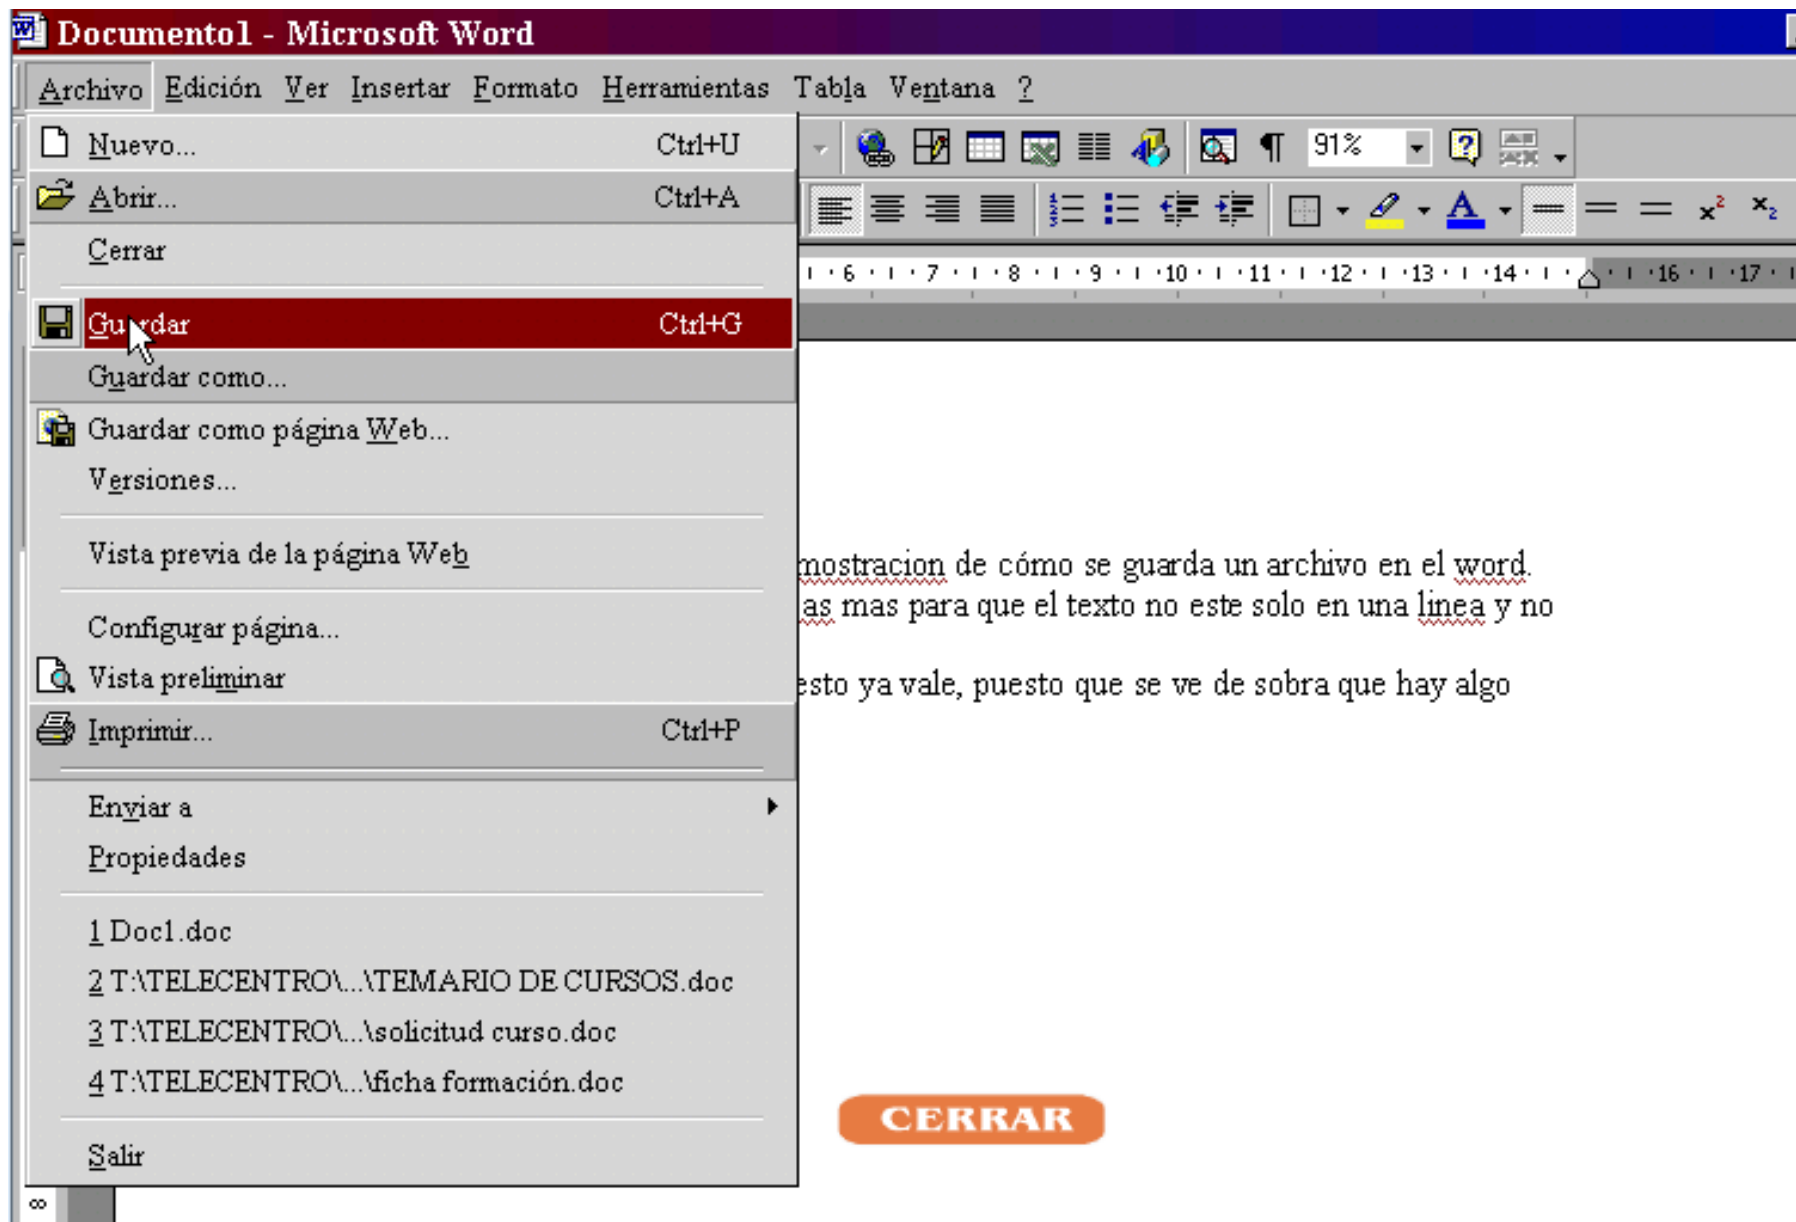 Documento1 - Microsoft Word
Archivo Edición Ver Insertar Formato Herramientas Tabla Ventana ?
Nuevo... Ctrl+U
91%
Abrir... Ctrl+A
x² x₂
Cerrar
6 7 8 9 10 11 12 13 14 16 17
Guardar Ctrl+G
Guardar como...
Guardar como página Web...
Versiones...
Vista previa de la página Web
mostracion de cómo se guarda un archivo en el word.
as mas para que el texto no este solo en una linea y no
Configurar página...
Vista preliminar
esto ya vale, puesto que se ve de sobra que hay algo
Imprimir... Ctrl+P
Enviar a
Propiedades
1 Doc1.doc
2 T:\TELECENTRO\...\TEMARIO DE CURSOS.doc
3 T:\TELECENTRO\...\solicitud curso.doc
4 T:\TELECENTRO\...\ficha formación.doc
CERRAR
Salir
8